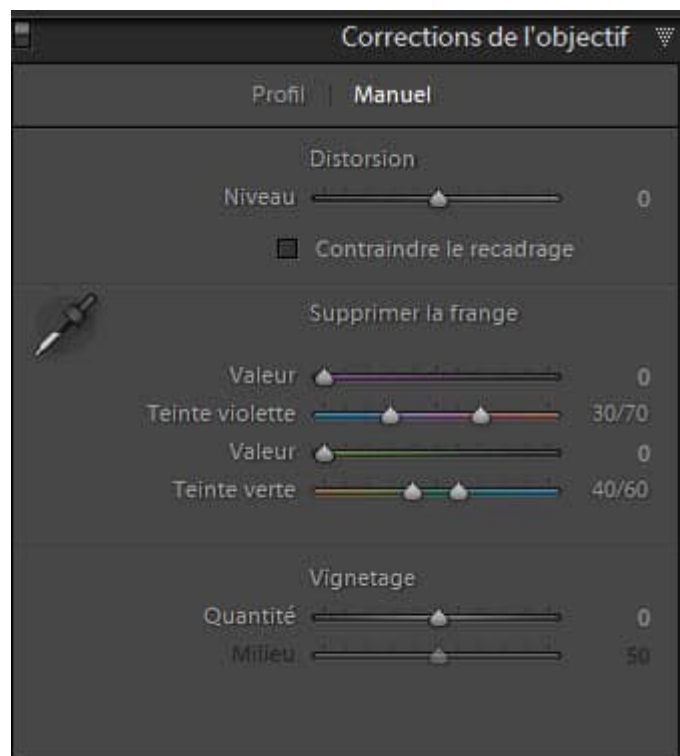 Corrections de l'objectif
Profil | Manuel
Distorsion
Niveau 0
Contraindre le recadrage
Supprimer la frange
Valeur 0
Teinte violette 30/70
Valeur 0
Teinte verte 40/60
Vignetage
Quantité 0
Milieu 50